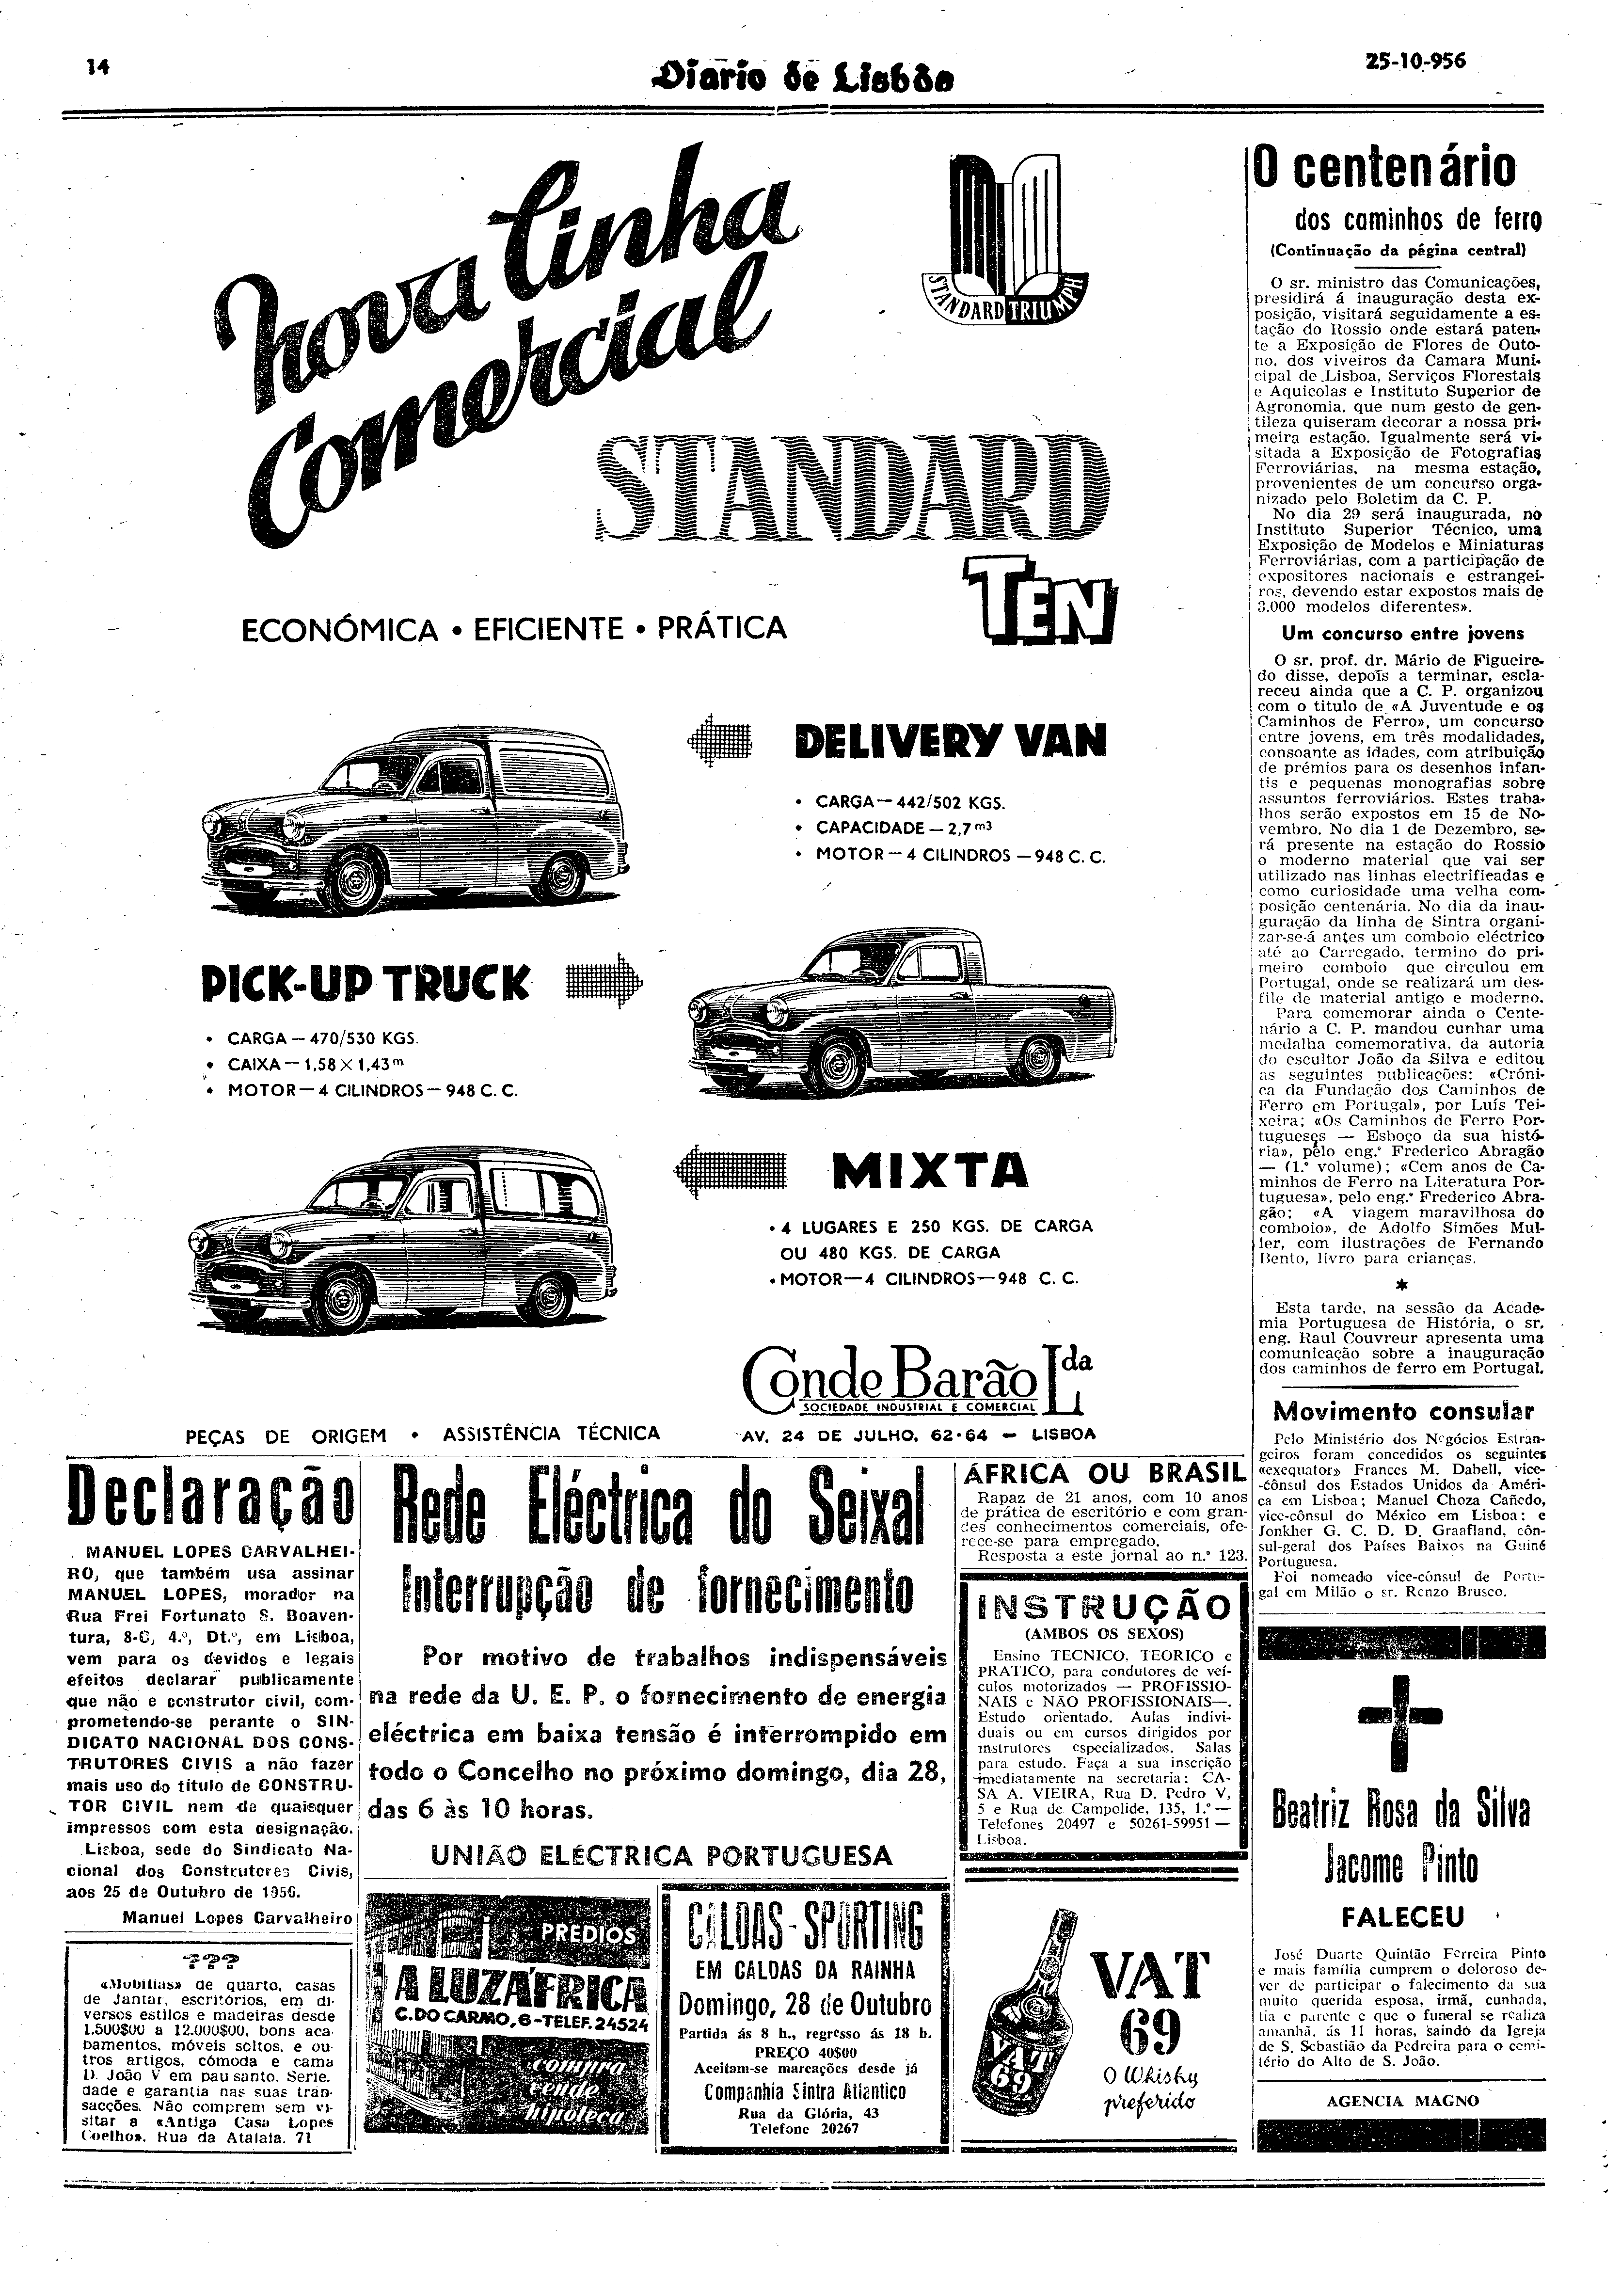 14
Diario de Lisbôa
25-10-956
Nova Linha
Comercial
STANDARD TRIUMPH
STANDARD
TEN
ECONÓMICA • EFICIENTE • PRÁTICA
DELIVERY VAN
• CARGA — 442/502 KGS.
• CAPACIDADE — 2,7 m3
• MOTOR — 4 CILINDROS — 948 C. C.
PICK-UP TRUCK
• CARGA — 470/530 KGS.
• CAIXA — 1,58 × 1,43 m
• MOTOR — 4 CILINDROS — 948 C. C.
MIXTA
• 4 LUGARES E 250 KGS. DE CARGA
OU 480 KGS. DE CARGA
• MOTOR — 4 CILINDROS — 948 C. C.
Conde Barão Lda
SOCIEDADE INDUSTRIAL E COMERCIAL
PEÇAS DE ORIGEM • ASSISTÊNCIA TÉCNICA
AV. 24 DE JULHO, 62-64 — LISBOA
O centenário
dos caminhos de ferro
(Continuação da página central)
O sr. ministro das Comunicações,
presidirá á inauguração desta ex-
posição, visitará seguidamente a es-
tação do Rossio onde estará paten-
te a Exposição de Flores de Outo-
no, dos viveiros da Camara Muni-
cipal de Lisboa, Serviços Florestais
e Aquicolas e Instituto Superior de
Agronomia, que num gesto de gen-
tileza quiseram decorar a nossa pri-
meira estação. Igualmente será vi-
sitada a Exposição de Fotografias
Ferroviárias, na mesma estação,
provenientes de um concurso orga-
nizado pelo Boletim da C. P.
No dia 29 será inaugurada, no
Instituto Superior Técnico, uma
Exposição de Modelos e Miniaturas
Ferroviárias, com a participação de
expositores nacionais e estrangei-
ros, devendo estar expostos mais de
3.000 modelos diferentes».
Um concurso entre jovens
O sr. prof. dr. Mário de Figueire-
do disse, depois a terminar, escla-
receu ainda que a C. P. organizou
com o titulo de «A Juventude e os
Caminhos de Ferro», um concurso
entre jovens, em três modalidades,
consoante as idades, com atribuição
de prémios para os desenhos infan-
tis e pequenas monografias sobre
assuntos ferroviários. Estes traba-
lhos serão expostos em 15 de No-
vembro. No dia 1 de Dezembro, se-
rá presente na estação do Rossio
o moderno material que vai ser
utilizado nas linhas electrifieadas e
como curiosidade uma velha com-
posição centenária. No dia da inau-
guração da linha de Sintra organi-
zar-se-á antes um comboio eléctrico
até ao Carregado, termino do pri-
meiro comboio que circulou em
Portugal, onde se realizará um des-
file de material antigo e moderno.
Para comemorar ainda o Cente-
nário a C. P. mandou cunhar uma
medalha comemorativa, da autoria
do escultor João da Silva e editou
as seguintes publicações: «Cróni-
ca da Fundação dos Caminhos de
Ferro em Portugal», por Luís Tei-
xeira; «Os Caminhos de Ferro Por-
tugueses — Esboço da sua histó-
ria», pelo eng.º Frederico Abragão
— (1.º volume); «Cem anos de Ca-
minhos de Ferro na Literatura Por-
tuguesa», pelo eng.º Frederico Abra-
gão; «A viagem maravilhosa do
comboio», de Adolfo Simões Mul-
ler, com ilustrações de Fernando
Bento, livro para crianças.
*
Esta tarde, na sessão da Acade-
mia Portuguesa de História, o sr.
eng. Raul Couvreur apresenta uma
comunicação sobre a inauguração
dos caminhos de ferro em Portugal.
Movimento consular
Pelo Ministério dos Negócios Estran-
geiros foram concedidos os seguintes
«exequator» Frances M. Dabell, vice-
-cônsul dos Estados Unidos da Améri-
ca em Lisboa; Manuel Choza Cañedo,
vice-cônsul do México em Lisboa; e
Jonkher G. C. D. D. Graafland, côn-
sul-geral dos Países Baixos na Guiné
Portuguesa.
Foi nomeado vice-cônsul de Portu-
gal em Milão o sr. Renzo Brusco.
Declaração
MANUEL LOPES CARVALHEI-
RO, que também usa assinar
MANUEL LOPES, morador na
Rua Frei Fortunato S. Boaven-
tura, 8-C, 4.º, Dt.º, em Lisboa,
vem para os devidos e legais
efeitos declarar publicamente
que não e construtor civil, com-
prometendo-se perante o SIN-
DICATO NACIONAL DOS CONS-
TRUTORES CIVIS a não fazer
mais uso do titulo de CONSTRU-
TOR CIVIL nem de quaisquer
impressos com esta designação.
Lisboa, sede do Sindicato Na-
cional dos Construtores Civis,
aos 25 de Outubro de 1956.
Manuel Lopes Carvalheiro
???
«Mobílias» de quarto, casas
de Jantar, escritórios, em di-
versos estilos e madeiras desde
1.500$00 a 12.000$00, bons aca-
bamentos, móveis soltos, e ou-
tros artigos, cómoda e cama
D. João V em pau santo. Serie.
dade e garantia nas suas tran-
sacções. Não comprem sem vi-
sitar a «Antiga Casa Lopes
Coelho». Rua da Atalaia, 71
Rede Eléctrica do Seixal
Interrupção de fornecimento
Por motivo de trabalhos indispensáveis
na rede da U. E. P. o fornecimento de energia
eléctrica em baixa tensão é interrompido em
todo o Concelho no próximo domingo, dia 28,
das 6 às 10 horas.
UNIÃO ELÉCTRICA PORTUGUESA
PREDIOS
A LUZAFRICA
C. DO CARMO, 6-TELEF. 24524
compra
vende
hipoteca
CALDAS-SPORTING
EM CALDAS DA RAINHA
Domingo, 28 de Outubro
Partida ás 8 h., regresso ás 18 h.
PREÇO 40$00
Aceitam-se marcações desde já
Companhia Sintra Atlantico
Rua da Glória, 43
Telefone 20267
ÁFRICA OU BRASIL
Rapaz de 21 anos, com 10 anos
de prática de escritório e com gran-
des conhecimentos comerciais, ofe-
rece-se para empregado.
Resposta a este jornal ao n.º 123.
INSTRUÇÃO
(AMBOS OS SEXOS)
Ensino TECNICO, TEORICO e
PRATICO, para condutores de veí-
culos motorizados — PROFISSIO-
NAIS e NÃO PROFISSIONAIS—.
Estudo orientado. Aulas indivi-
duais ou em cursos dirigidos por
instrutores especializados. Salas
para estudo. Faça a sua inscrição
imediatamente na secretaria: CA-
SA A. VIEIRA, Rua D. Pedro V,
5 e Rua de Campolide, 135, 1.º —
Telefones 20497 e 50261-59951 —
Lisboa.
VAT
69
VAT
69
O Whisky
preferido
Beatriz Rosa da Silva
Jacome Pinto
FALECEU
José Duarte Quintão Ferreira Pinto
e mais família cumprem o doloroso de-
ver de participar o falecimento da sua
muito querida esposa, irmã, cunhada,
tia e parente e que o funeral se realiza
amanhã, ás 11 horas, saindo da Igreja
de S. Sebastião da Pedreira para o cemi-
tério do Alto de S. João.
AGENCIA MAGNO